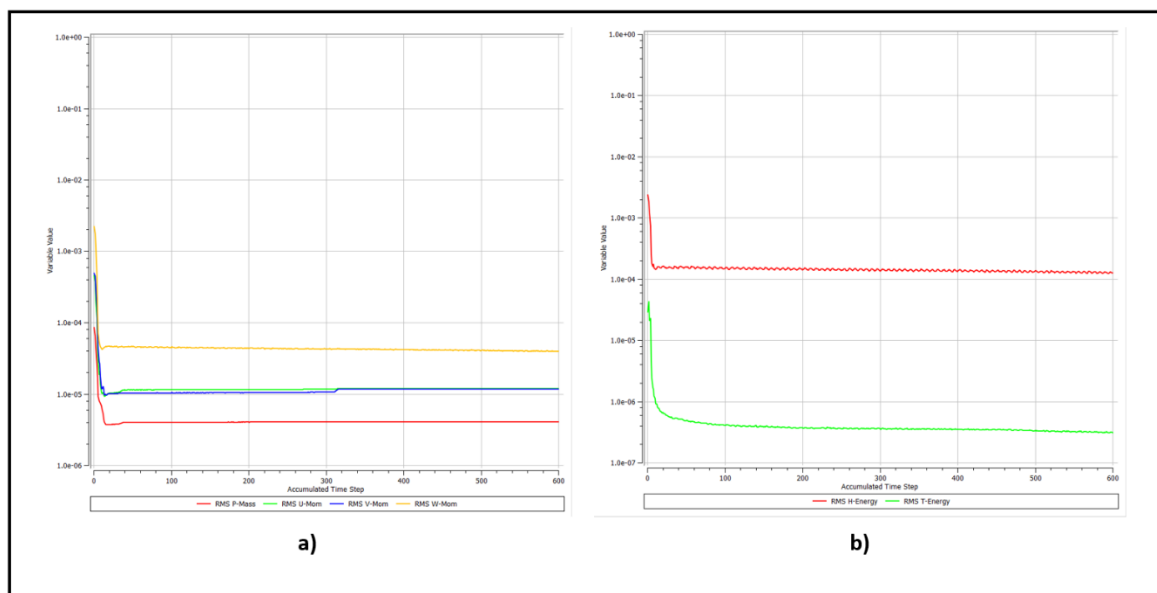 1.0e+00
1.0e-01
1.0e-02
1.0e-03
1.0e-04
1.0e-05
1.0e-06
Variable Value
0 100 200 300 400 500 600
Accumulated Time Step
RMS P-Mass RMS U-Mom RMS V-Mom RMS W-Mom
a)
1.0e+00
1.0e-01
1.0e-02
1.0e-03
1.0e-04
1.0e-05
1.0e-06
1.0e-07
Variable Value
0 100 200 300 400 500 600
Accumulated Time Step
RMS H-Energy RMS T-Energy
b)